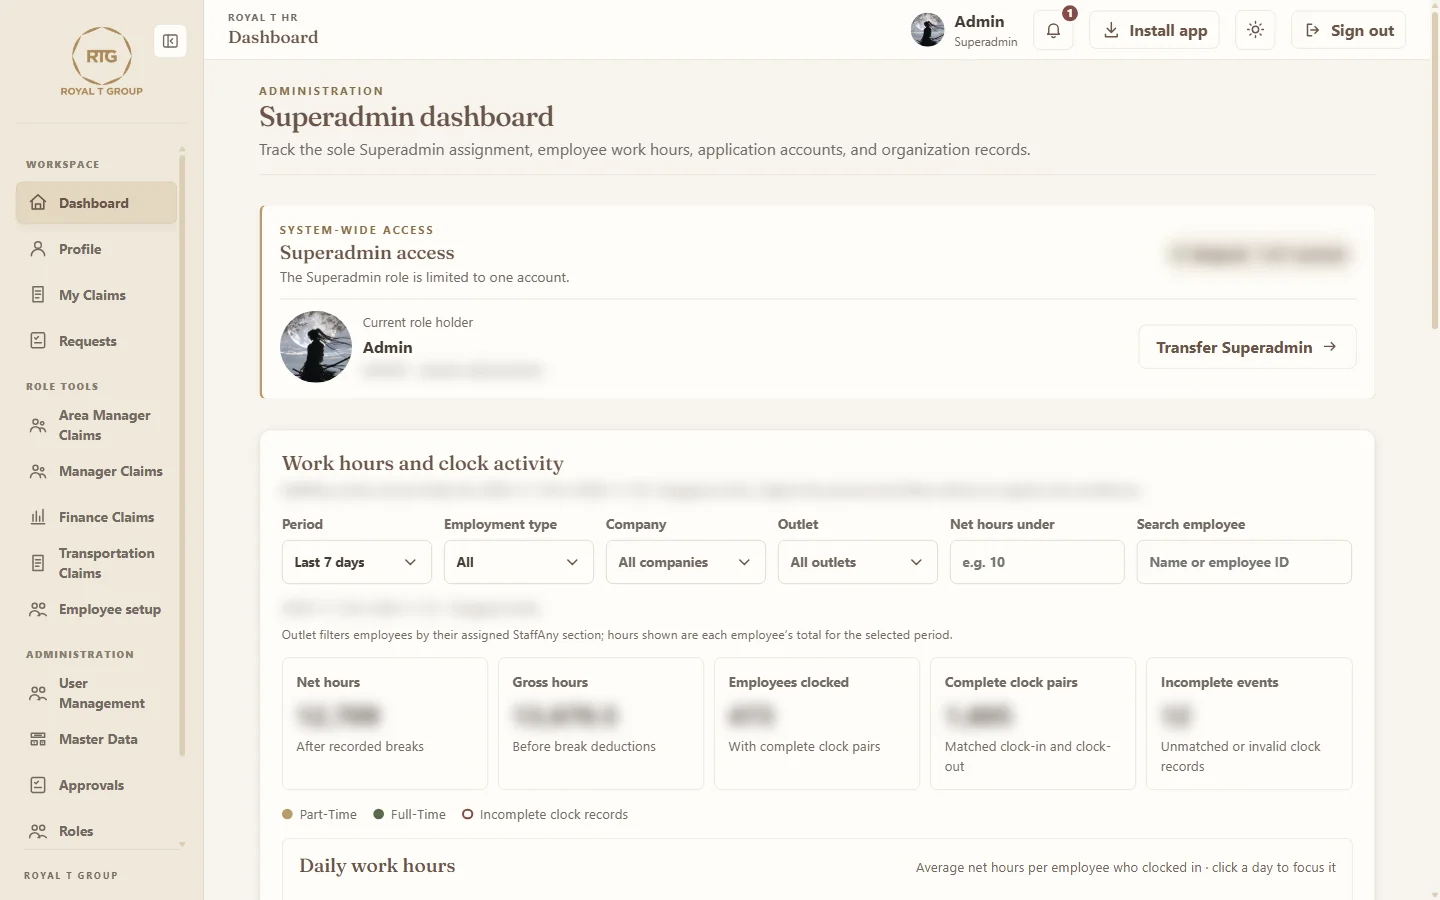 RTG
ROYAL T GROUP
WORKSPACE
Dashboard
Profile
My Claims
Requests
ROLE TOOLS
Area Manager
Claims
Manager Claims
Finance Claims
Transportation
Claims
Employee setup
ADMINISTRATION
User
Management
Master Data
Approvals
Roles
ROYAL T GROUP
ROYAL T HR
Dashboard
Admin
Superadmin
1
Install app
Sign out
ADMINISTRATION
Superadmin dashboard
Track the sole Superadmin assignment, employee work hours, application accounts, and organization records.
SYSTEM-WIDE ACCESS
Superadmin access
The Superadmin role is limited to one account.
Current role holder
Admin
Transfer Superadmin
Work hours and clock activity
Period Employment type Company Outlet Net hours under Search employee
Last 7 days All All companies All outlets e.g. 10 Name or employee ID
Outlet filters employees by their assigned StaffAny section; hours shown are each employee's total for the selected period.
Net hours
After recorded breaks
Gross hours
Before break deductions
Employees clocked
With complete clock pairs
Complete clock pairs
Matched clock-in and clock-
out
Incomplete events
Unmatched or invalid clock
records
Part-Time Full-Time Incomplete clock records
Daily work hours
Average net hours per employee who clocked in · click a day to focus it